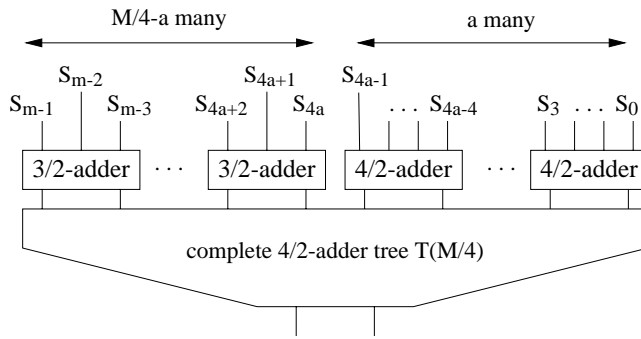 M/4-a many a many
S_{m-2} S_{4a+1} S_{4a-1}
S_{m-1} S_{m-3} S_{4a+2} S_{4a} . . . S_{4a-4} S_3 . . . S_0
3/2-adder . . . 3/2-adder 4/2-adder . . . 4/2-adder
complete 4/2-adder tree T(M/4)